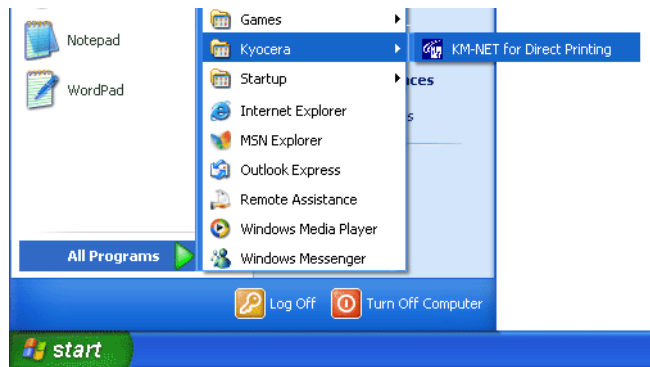 Games
Notepad
Kyocera
KM-NET for Direct Printing
Startup
WordPad
Internet Explorer
MSN Explorer
Outlook Express
Remote Assistance
Windows Media Player
All Programs
Windows Messenger
Log Off
Turn Off Computer
start